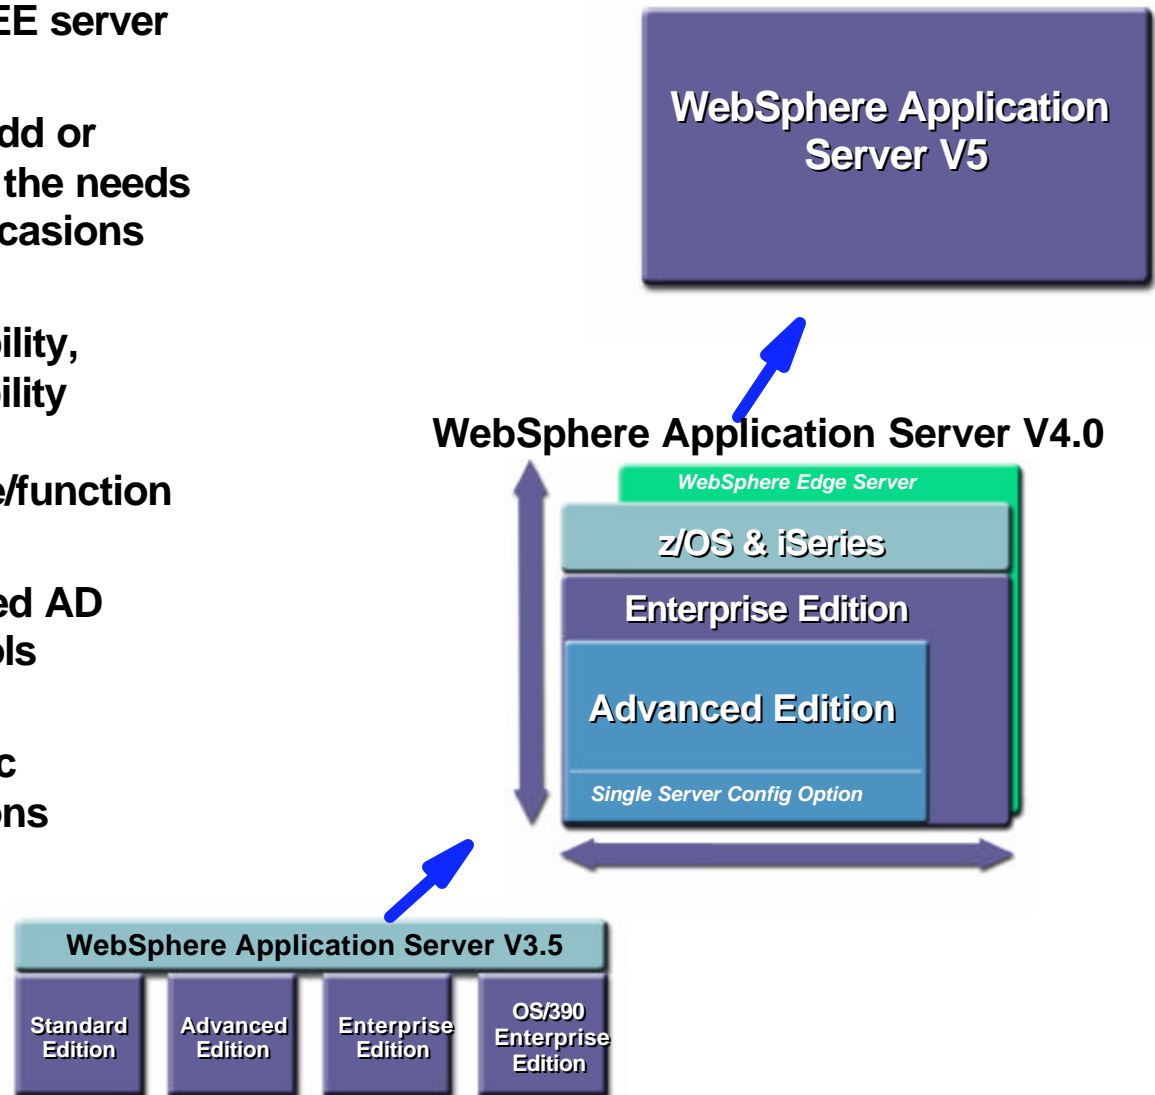 EE server
dd or
the needs
casions
ility,
ility
e/function
ed AD
ols
c
ons
WebSphere Application
Server V5
WebSphere Application Server V4.0
WebSphere Edge Server
z/OS & iSeries
Enterprise Edition
Advanced Edition
Single Server Config Option
WebSphere Application Server V3.5
Standard
Edition
Advanced
Edition
Enterprise
Edition
OS/390
Enterprise
Edition